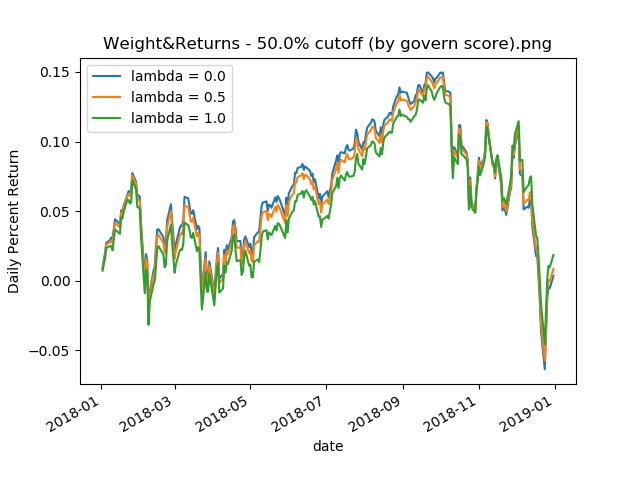 Weight&Returns - 50.0% cutoff (by govern score).png
lambda = 0.0
lambda = 0.5
lambda = 1.0
Daily Percent Return
0.15
0.10
0.05
0.00
−0.05
2018-01
2018-03
2018-05
2018-07
2018-09
2018-11
2019-01
date